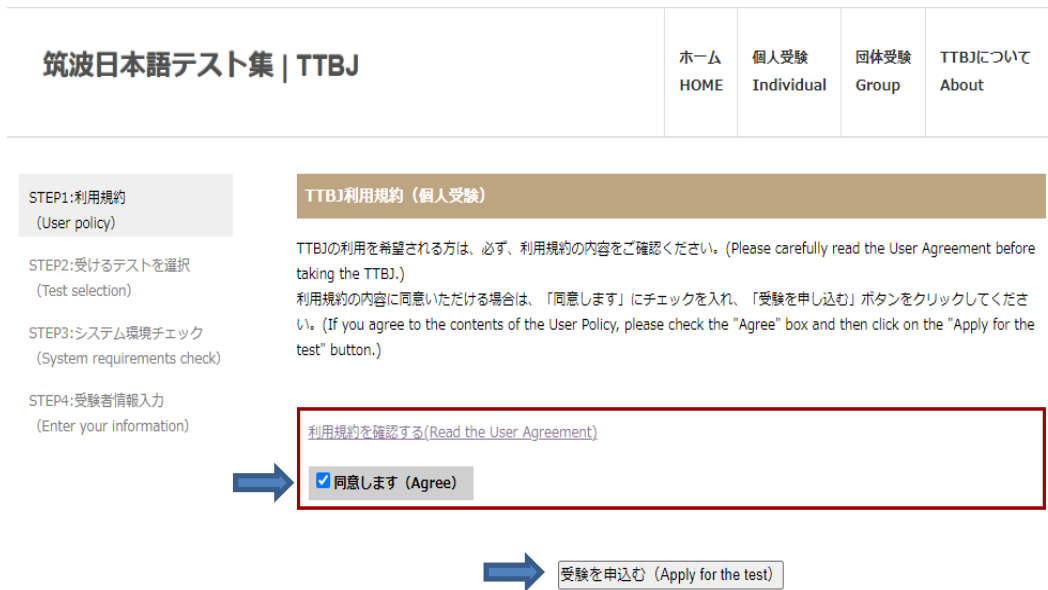 筑波日本語テスト集 | TTBJ
ホーム
HOME
個人受験
Individual
団体受験
Group
TTBJについて
About
STEP1:利用規約
(User policy)
STEP2:受けるテストを選択
(Test selection)
STEP3:システム環境チェック
(System requirements check)
STEP4:受験者情報入力
(Enter your information)
TTBJ利用規約（個人受験）
TTBJの利用を希望される方は、必ず、利用規約の内容をご確認ください。(Please carefully read the User Agreement before
taking the TTBJ.)
利用規約の内容に同意いただける場合は、「同意します」にチェックを入れ、「受験を申し込む」ボタンをクリックしてくださ
い。(If you agree to the contents of the User Policy, please check the "Agree" box and then click on the "Apply for the
test" button.)
利用規約を確認する(Read the User Agreement)
同意します（Agree）
受験を申込む（Apply for the test）